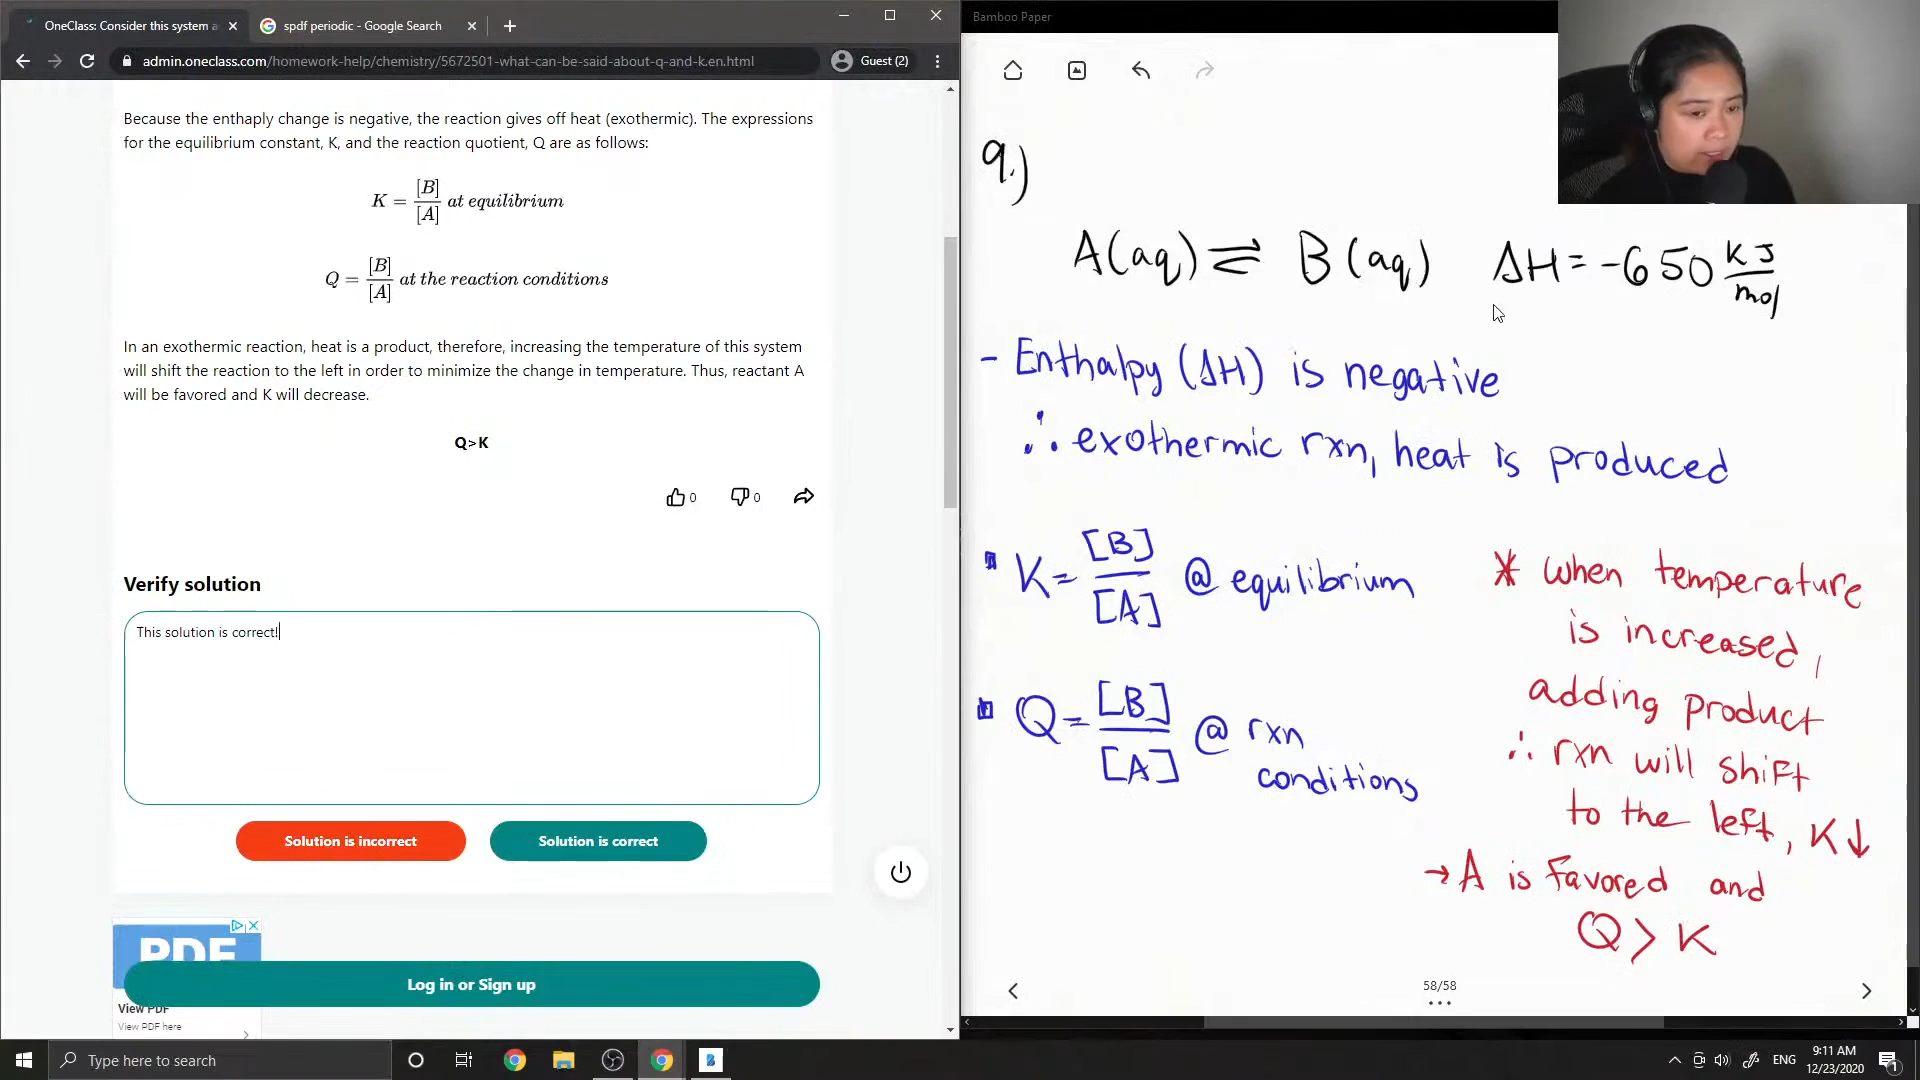 OneClass: Consider this system a
spdf periodic - Google Search
admin.oneclass.com/homework-help/chemistry/5672501-what-can-be-said-about-q-and-k.en.html
Guest (2)
Because the enthaply change is negative, the reaction gives off heat (exothermic). The expressions
for the equilibrium constant, K, and the reaction quotient, Q are as follows:
K = [B]/[A] at equilibrium
Q = [B]/[A] at the reaction conditions
In an exothermic reaction, heat is a product, therefore, increasing the temperature of this system
will shift the reaction to the left in order to minimize the change in temperature. Thus, reactant A
will be favored and K will decrease.
Q>K
0
0
Verify solution
This solution is correct!
Solution is incorrect
Solution is correct
PDF
Log in or Sign up
View PDF
View PDF here
Bamboo Paper
9.)
A(aq) ⇌ B(aq) ΔH = -650 kJ/mol
- Enthalpy (ΔH) is negative
∴ exothermic rxn, heat is produced
K = [B]/[A] @ equilibrium
Q = [B]/[A] @ rxn
conditions
* when temperature
is increased,
adding product
∴ rxn will shift
to the left, K↓
→ A is favored and
Q > K
58/58
Type here to search
ENG
9:11 AM
12/23/2020
1